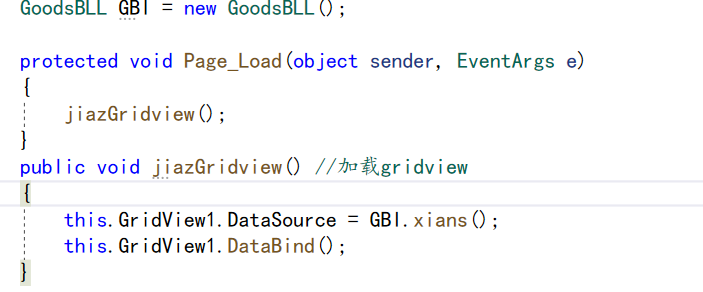 GoodsBLL GBl = new GoodsBLL();
protected void Page_Load(object sender, EventArgs e)
{
jiazGridview();
}
public void jiazGridview() //加载gridview
{
this.GridView1.DataSource = GBl.xians();
this.GridView1.DataBind();
}